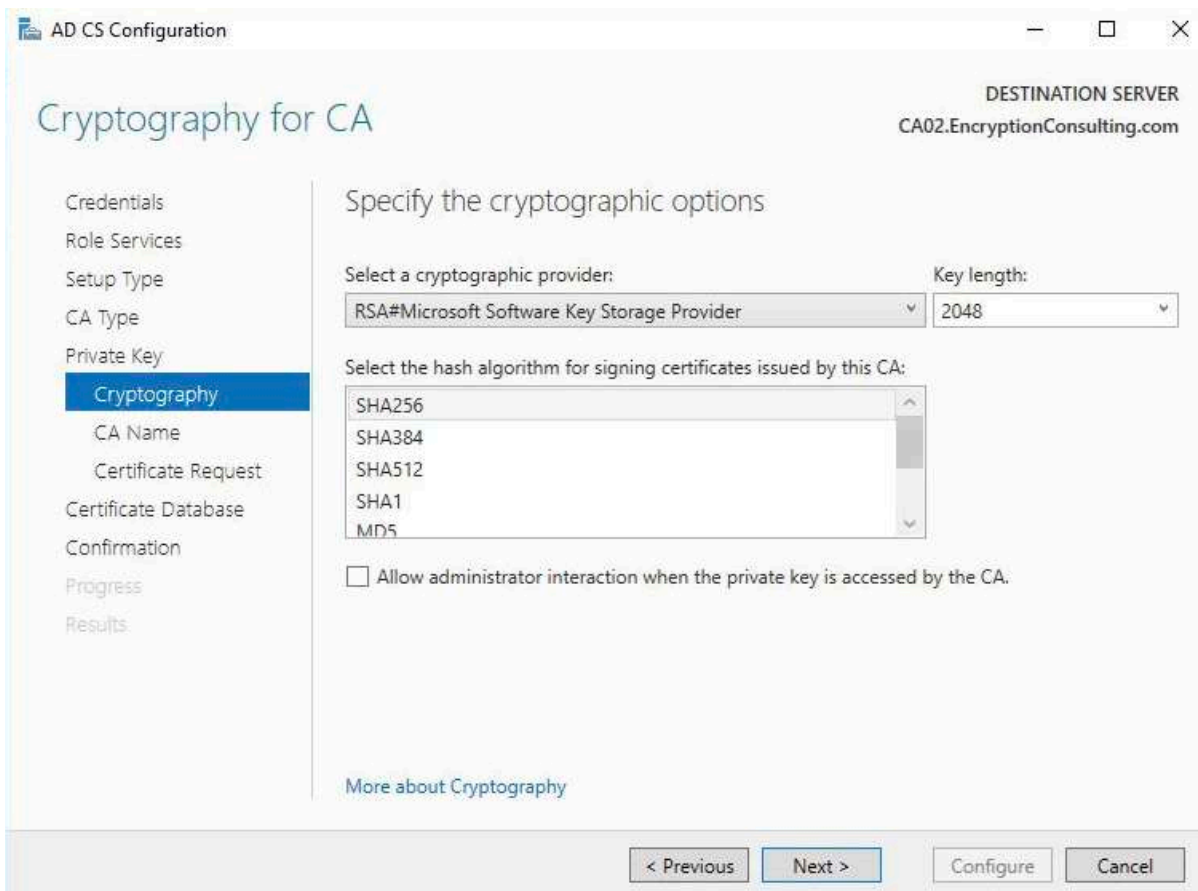 AD CS Configuration
Cryptography for CA
DESTINATION SERVER
CA02.EncryptionConsulting.com
Credentials
Role Services
Setup Type
CA Type
Private Key
Cryptography
CA Name
Certificate Request
Certificate Database
Confirmation
Progress
Results
Specify the cryptographic options
Select a cryptographic provider:
Key length:
RSA#Microsoft Software Key Storage Provider
2048
Select the hash algorithm for signing certificates issued by this CA:
SHA256
SHA384
SHA512
SHA1
MD5
Allow administrator interaction when the private key is accessed by the CA.
More about Cryptography
< Previous
Next >
Configure
Cancel